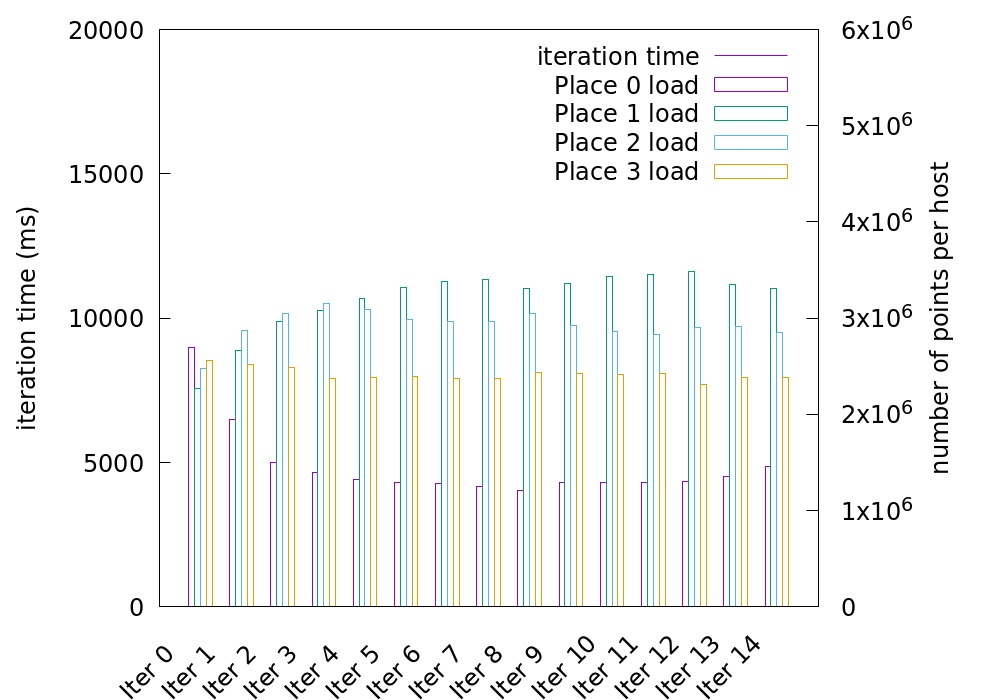 20000
15000
10000
5000
0
iteration time (ms)
6x10⁶
5x10⁶
4x10⁶
3x10⁶
2x10⁶
1x10⁶
0
number of points per host
iteration time
Place 0 load
Place 1 load
Place 2 load
Place 3 load
Iter 0
Iter 1
Iter 2
Iter 3
Iter 4
Iter 5
Iter 6
Iter 7
Iter 8
Iter 9
Iter 10
Iter 11
Iter 12
Iter 13
Iter 14